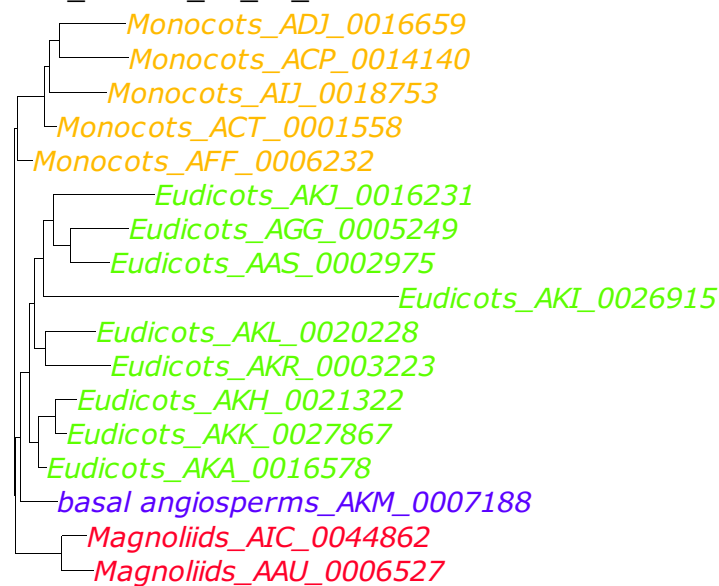 Monocots_ADJ_0016659
Monocots_ACP_0014140
Monocots_AIJ_0018753
Monocots_ACT_0001558
Monocots_AFF_0006232
Eudicots_AKJ_0016231
Eudicots_AGG_0005249
Eudicots_AAS_0002975
Eudicots_AKI_0026915
Eudicots_AKL_0020228
Eudicots_AKR_0003223
Eudicots_AKH_0021322
Eudicots_AKK_0027867
Eudicots_AKA_0016578
basal angiosperms_AKM_0007188
Magnoliids_AIC_0044862
Magnoliids_AAU_0006527